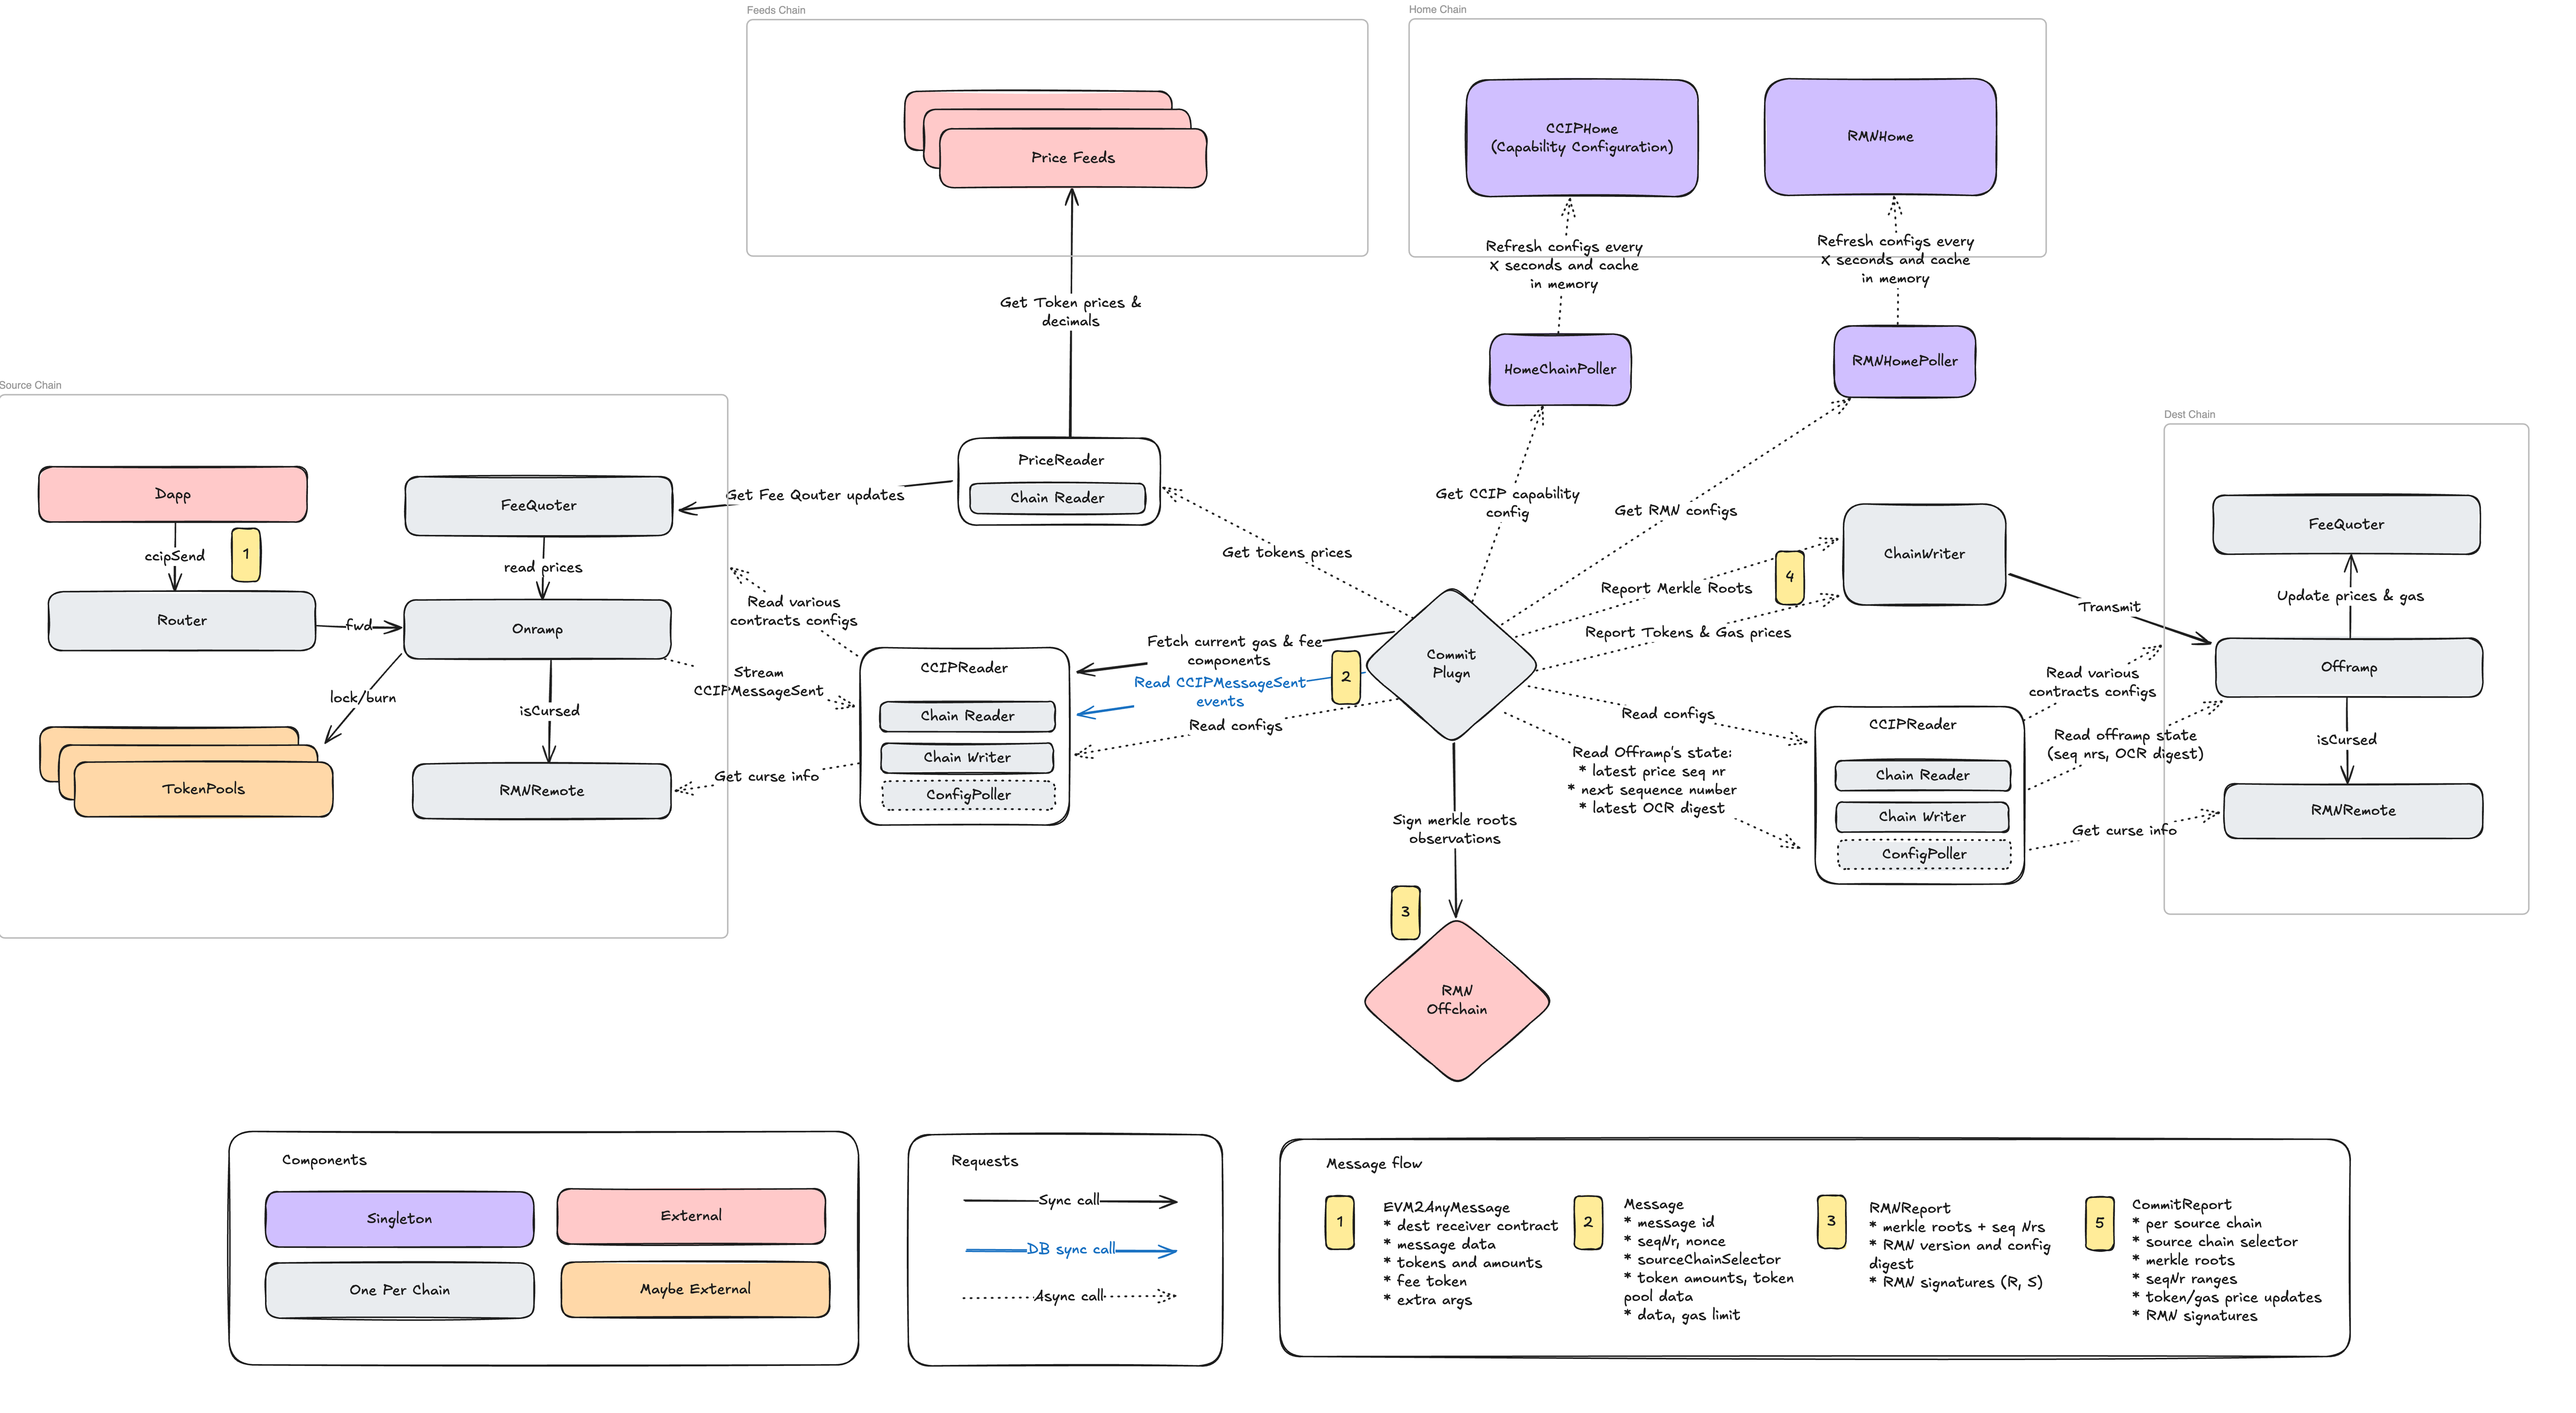 Feeds Chain
Home Chain
Price Feeds
CCIPHome
(Capability Configuration)
RMNHome
Refresh configs every
X seconds and cache
in memory
Refresh configs every
X seconds and cache
in memory
Get Token prices &
decimals
HomeChainPoller
RMNHomePoller
Source Chain
Dest Chain
Dapp
1
ccipSend
Router
fwd
FeeQuoter
read prices
Onramp
lock/burn
isCursed
TokenPools
RMNRemote
Get Fee Qouter updates
PriceReader
Chain Reader
Read various
contracts configs
Stream
CCIPMessageSent
Get curse info
CCIPReader
Chain Reader
Chain Writer
ConfigPoller
Get tokens prices
Get CCIP capability
config
Get RMN configs
Report Merkle Roots
4
Report Tokens & Gas prices
ChainWriter
Fetch current gas & fee
components
Read CCIPMessageSent
events
2
Read configs
Commit
Plugn
Read configs
Read Offramp's state:
* latest price seq nr
* next sequence number
* latest OCR digest
Sign merkle roots
observations
3
RMN
Offchain
CCIPReader
Chain Reader
Chain Writer
ConfigPoller
Transmit
Read various
contracts configs
Read offramp state
(seq nrs, OCR digest)
Get curse info
FeeQuoter
Update prices & gas
Offramp
isCursed
RMNRemote
Components
Singleton
External
One Per Chain
Maybe External
Requests
Sync call
DB sync call
Async call
Message flow
1
EVM2AnyMessage
* dest receiver contract
* message data
* tokens and amounts
* fee token
* extra args
2
Message
* message id
* seqNr, nonce
* sourceChainSelector
* token amounts, token
pool data
* data, gas limit
3
RMNReport
* merkle roots + seq Nrs
* RMN version and config
digest
* RMN signatures (R, S)
5
CommitReport
* per source chain
* source chain selector
* merkle roots
* seqNr ranges
* token/gas price updates
* RMN signatures